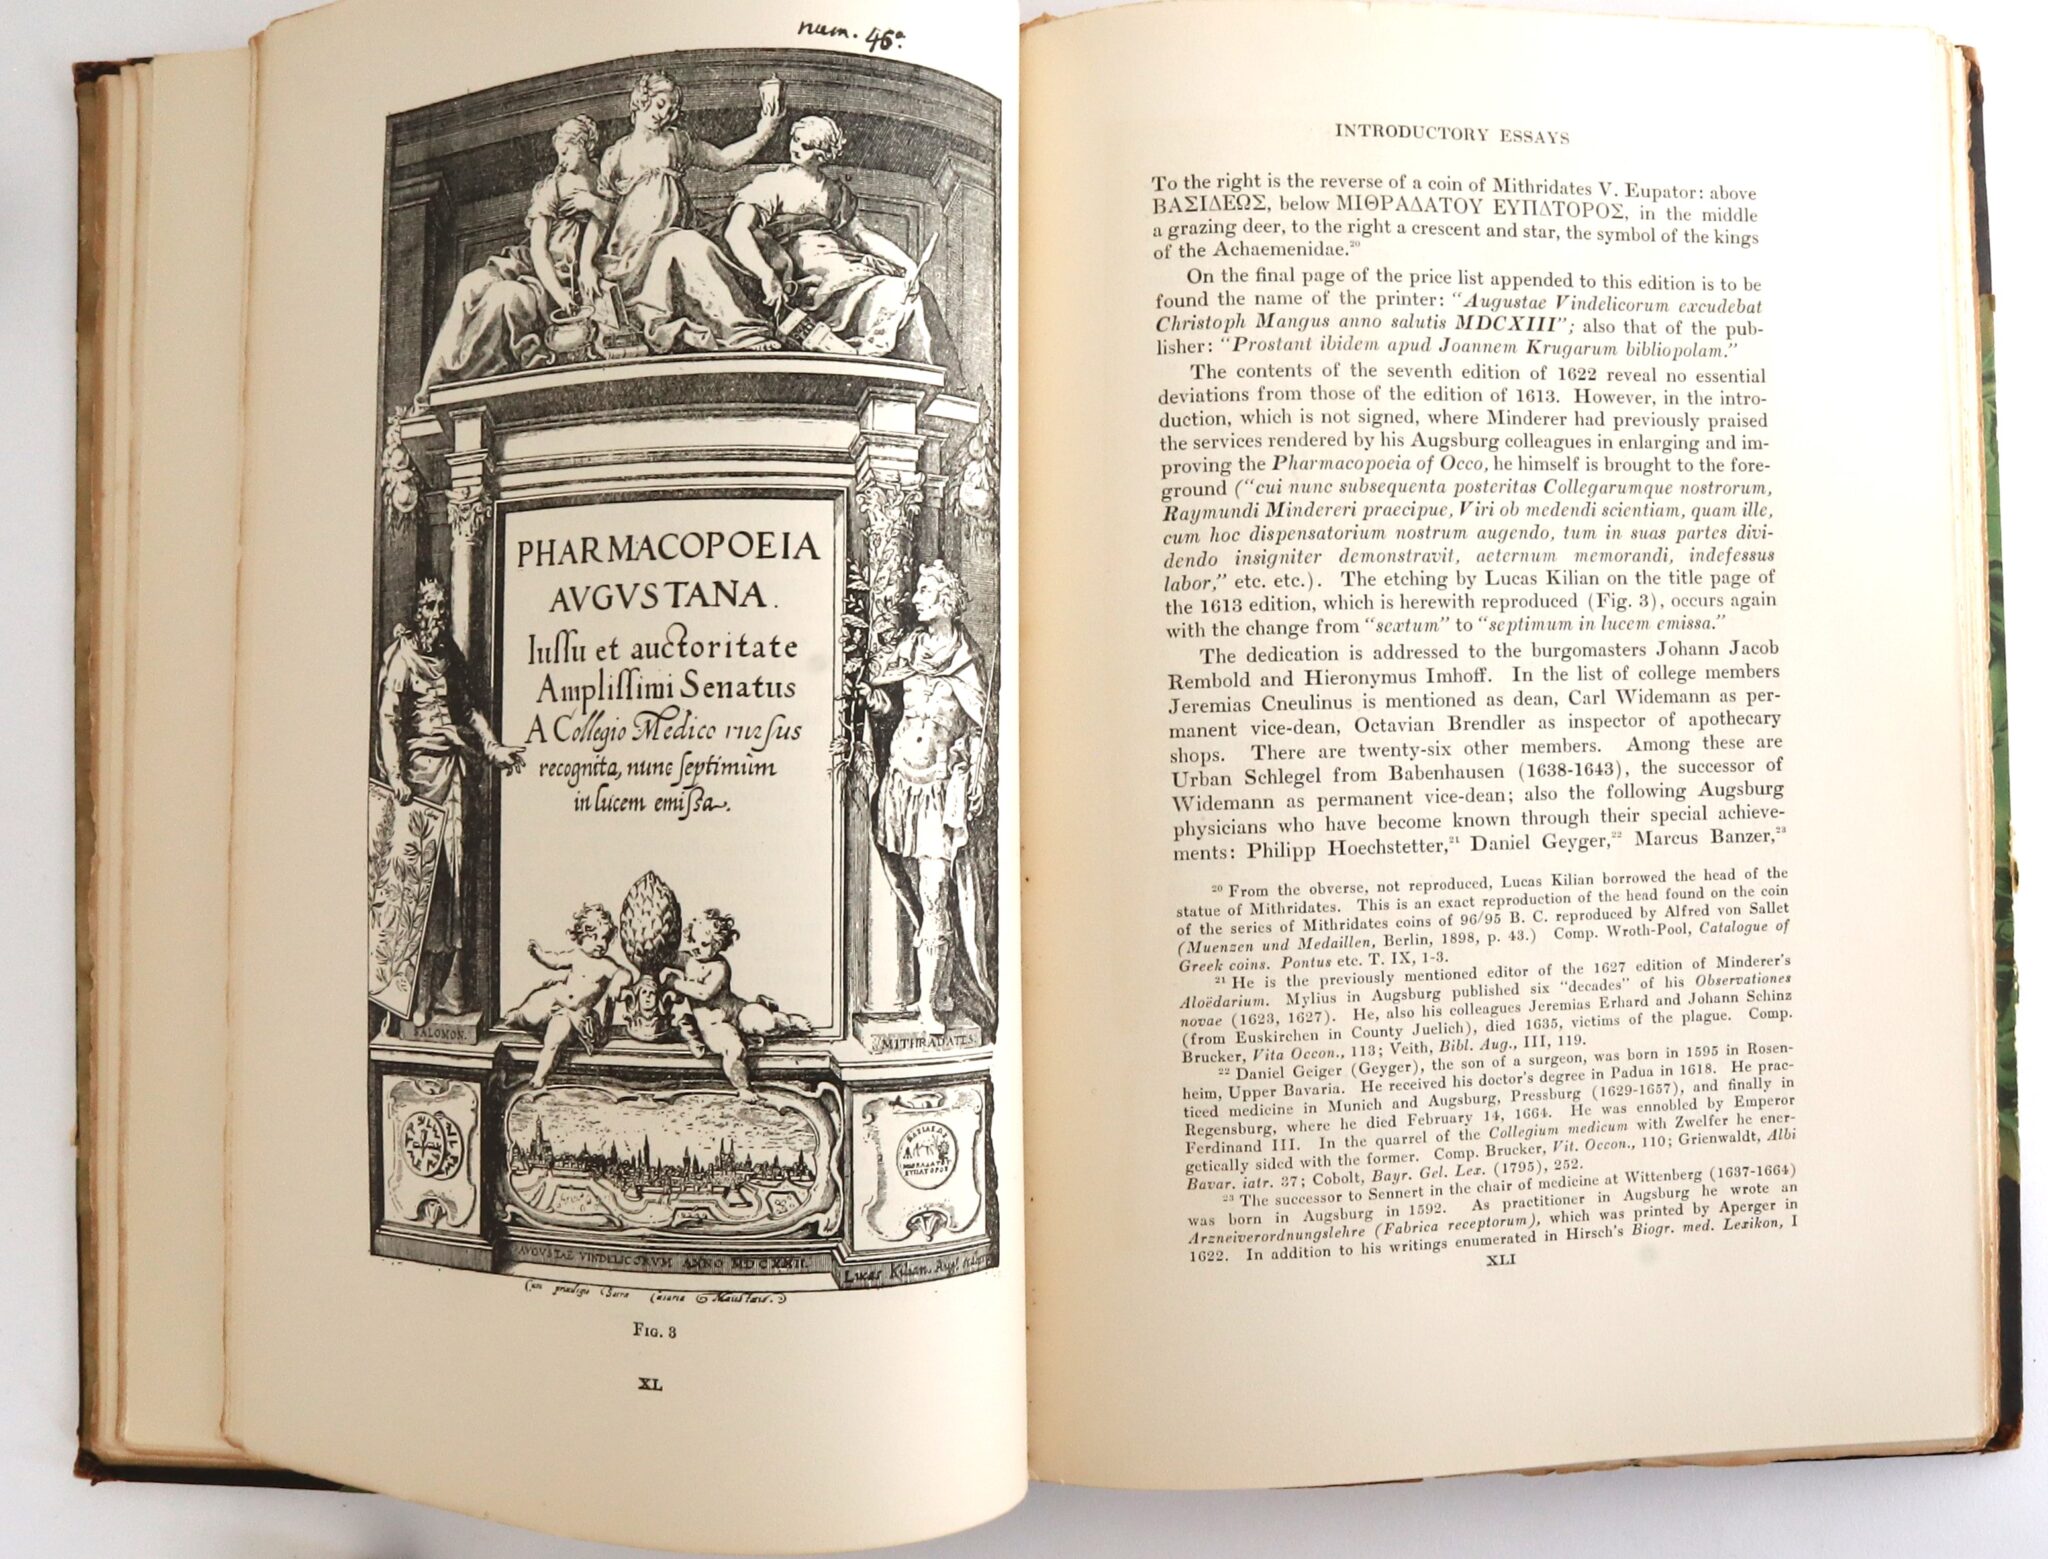 num. 46ª.
PHARMACOPOEIA
AVGVSTANA.
Iussu et auctoritate
Amplissimi Senatus
A Collegio Medico rursus
recognita, nunc septimùm
in lucem emissa.
SALOMON.
MITHRADATES.
ΒΑΣΙΛΕΩΣ
ΜΙΘΡΑΔΑΤΟΥ
ΕΥΠΑΤΟΡΟΣ
AVGVSTAE VINDELICORVM ANNO MDCXXII.
Lucas Kilian. Aug.
Cum
Fig. 3
XL
INTRODUCTORY ESSAYS
To the right is the reverse of a coin of Mithridates V. Eupator: above
ΒΑΣΙΔΕΩΣ, below ΜΙΘΡΑΔΑΤΟΥ ΕΥΠΑΤΟΡΟΣ, in the middle
a grazing deer, to the right a crescent and star, the symbol of the kings
of the Achaemenidae.²⁰
On the final page of the price list appended to this edition is to be
found the name of the printer: "Augustae Vindelicorum excudebat
Christoph Mangus anno salutis MDCXIII"; also that of the pub-
lisher: "Prostant ibidem apud Joannem Krugarum bibliopolam."
The contents of the seventh edition of 1622 reveal no essential
deviations from those of the edition of 1613. However, in the intro-
duction, which is not signed, where Minderer had previously praised
the services rendered by his Augsburg colleagues in enlarging and im-
proving the Pharmacopoeia of Occo, he himself is brought to the fore-
ground ("cui nunc subsequenta posteritas Collegarumque nostrorum,
Raymundi Mindereri praecipue, Viri ob medendi scientiam, quam ille,
cum hoc dispensatorium nostrum augendo, tum in suas partes divi-
dendo insigniter demonstravit, aeternum memorandi, indefessus
labor," etc. etc.). The etching by Lucas Kilian on the title page of
the 1613 edition, which is herewith reproduced (Fig. 3), occurs again
with the change from "sextum" to "septimum in lucem emissa."
The dedication is addressed to the burgomasters Johann Jacob
Rembold and Hieronymus Imhoff. In the list of college members
Jeremias Cneulinus is mentioned as dean, Carl Widemann as per-
manent vice-dean, Octavian Brendler as inspector of apothecary
shops. There are twenty-six other members. Among these are
Urban Schlegel from Babenhausen (1638-1643), the successor of
Widemann as permanent vice-dean; also the following Augsburg
physicians who have become known through their special achieve-
ments: Philipp Hoechstetter,²¹ Daniel Geyger,²² Marcus Banzer,²³
²⁰ From the obverse, not reproduced, Lucas Kilian borrowed the head of the
statue of Mithridates. This is an exact reproduction of the head found on the coin
of the series of Mithridates coins of 96/95 B. C. reproduced by Alfred von Sallet
(Muenzen und Medaillen, Berlin, 1898, p. 43.) Comp. Wroth-Pool, Catalogue of
Greek coins. Pontus etc. T. IX, 1-3.
²¹ He is the previously mentioned editor of the 1627 edition of Minderer's
Aloëdarium. Mylius in Augsburg published six "decades" of his Observationes
novae (1623, 1627). He, also his colleagues Jeremias Erhard and Johann Schinz
(from Euskirchen in County Juelich), died 1635, victims of the plague. Comp.
Brucker, Vita Occon., 113; Veith, Bibl. Aug., III, 119.
²² Daniel Geiger (Geyger), the son of a surgeon, was born in 1595 in Rosen-
heim, Upper Bavaria. He received his doctor's degree in Padua in 1618. He prac-
ticed medicine in Munich and Augsburg, Pressburg (1629-1657), and finally in
Regensburg, where he died February 14, 1664. He was ennobled by Emperor
Ferdinand III. In the quarrel of the Collegium medicum with Zwelfer he ener-
getically sided with the former. Comp. Brucker, Vit. Occon., 110; Grienwaldt, Albi
Bavar. iatr. 37; Cobolt, Bayr. Gel. Lex. (1795), 252.
²³ The successor to Sennert in the chair of medicine at Wittenberg (1637-1664)
was born in Augsburg in 1592. As practitioner in Augsburg he wrote an
Arzneiverordnungslehre (Fabrica receptorum), which was printed by Aperger in
1622. In addition to his writings enumerated in Hirsch's Biogr. med. Lexikon, I
XLI